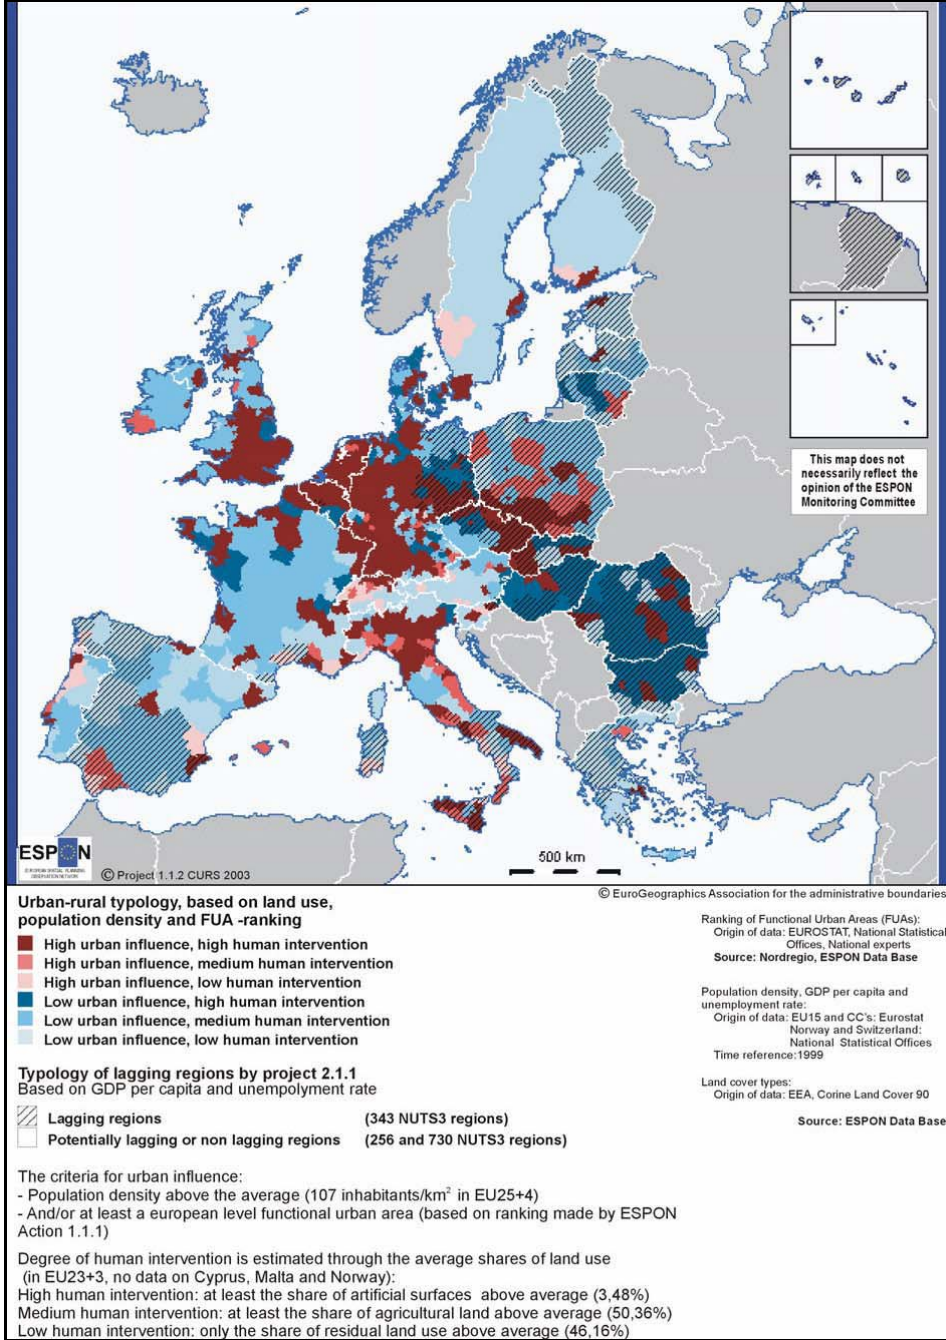 This map does not
necessarily reflect the
opinion of the ESPON
Monitoring Committee
ESPON
© Project 1.1.2 CURS 2003
500 km
© EuroGeographics Association for the administrative boundaries
Urban-rural typology, based on land use,
population density and FUA -ranking
High urban influence, high human intervention
High urban influence, medium human intervention
High urban influence, low human intervention
Low urban influence, high human intervention
Low urban influence, medium human intervention
Low urban influence, low human intervention
Typology of lagging regions by project 2.1.1
Based on GDP per capita and unempolyment rate
Lagging regions (343 NUTS3 regions)
Potentially lagging or non lagging regions (256 and 730 NUTS3 regions)
The criteria for urban influence:
- Population density above the average (107 inhabitants/km² in EU25+4)
- And/or at least a european level functional urban area (based on ranking made by ESPON
Action 1.1.1)
Degree of human intervention is estimated through the average shares of land use
(in EU23+3, no data on Cyprus, Malta and Norway):
High human intervention: at least the share of artificial surfaces above average (3,48%)
Medium human intervention: at least the share of agricultural land above average (50,36%)
Low human intervention: only the share of residual land use above average (46,16%)
Ranking of Functional Urban Areas (FUAs):
Origin of data: EUROSTAT, National Statistical
Offices, National experts
Source: Nordregio, ESPON Data Base
Population density, GDP per capita and
unemployment rate:
Origin of data: EU15 and CC's: Eurostat
Norway and Switzerland:
National Statistical Offices
Time reference:1999
Land cover types:
Origin of data: EEA, Corine Land Cover 90
Source: ESPON Data Base